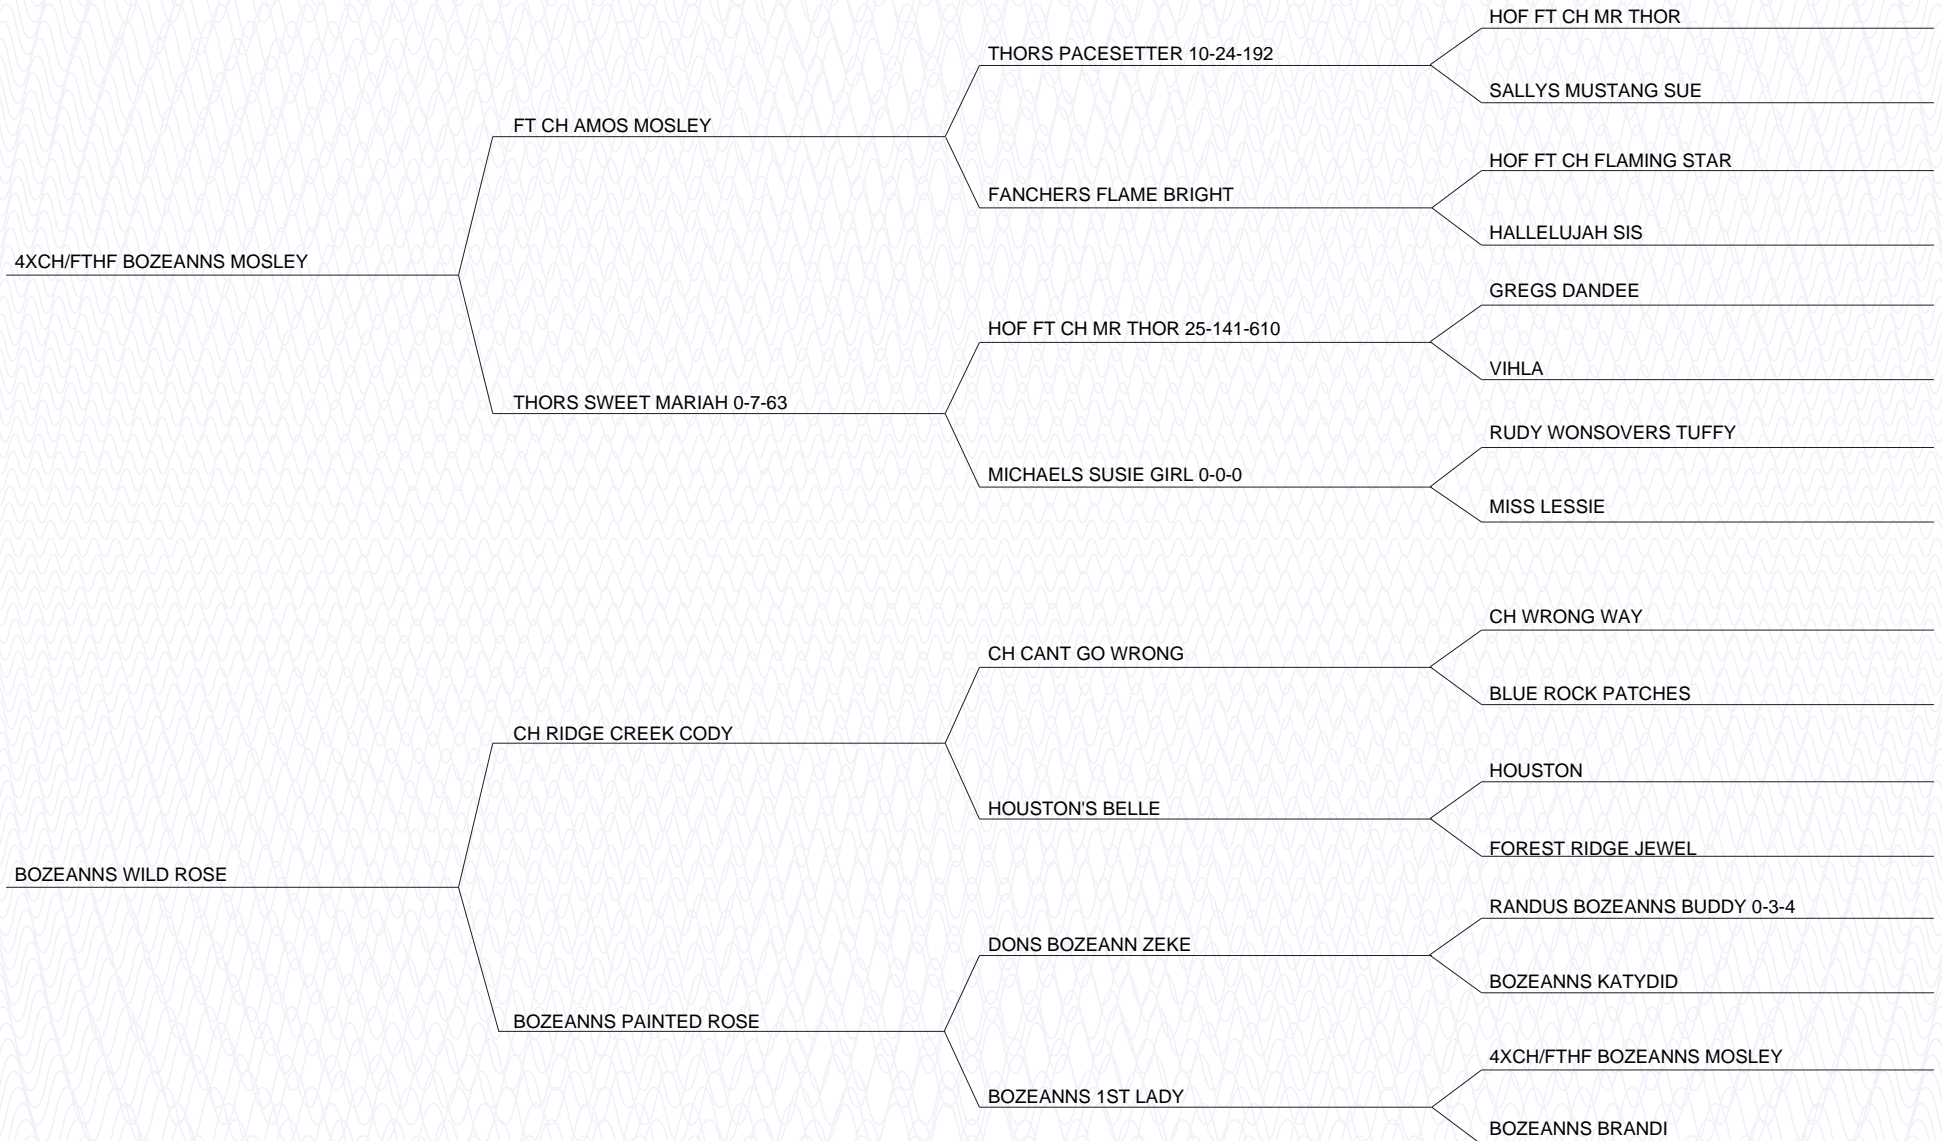 HOF FT CH MR THOR
THORS PACESETTER 10-24-192
SALLYS MUSTANG SUE
FT CH AMOS MOSLEY
HOF FT CH FLAMING STAR
FANCHERS FLAME BRIGHT
HALLELUJAH SIS
4XCH/FTHF BOZEANNS MOSLEY
GREGS DANDEE
HOF FT CH MR THOR 25-141-610
VIHLA
THORS SWEET MARIAH 0-7-63
RUDY WONSOVERS TUFFY
MICHAELS SUSIE GIRL 0-0-0
MISS LESSIE
CH WRONG WAY
CH CANT GO WRONG
BLUE ROCK PATCHES
CH RIDGE CREEK CODY
HOUSTON
HOUSTON'S BELLE
FOREST RIDGE JEWEL
BOZEANNS WILD ROSE
RANDUS BOZEANNS BUDDY 0-3-4
DONS BOZEANN ZEKE
BOZEANNS KATYDID
BOZEANNS PAINTED ROSE
4XCH/FTHF BOZEANNS MOSLEY
BOZEANNS 1ST LADY
BOZEANNS BRANDI